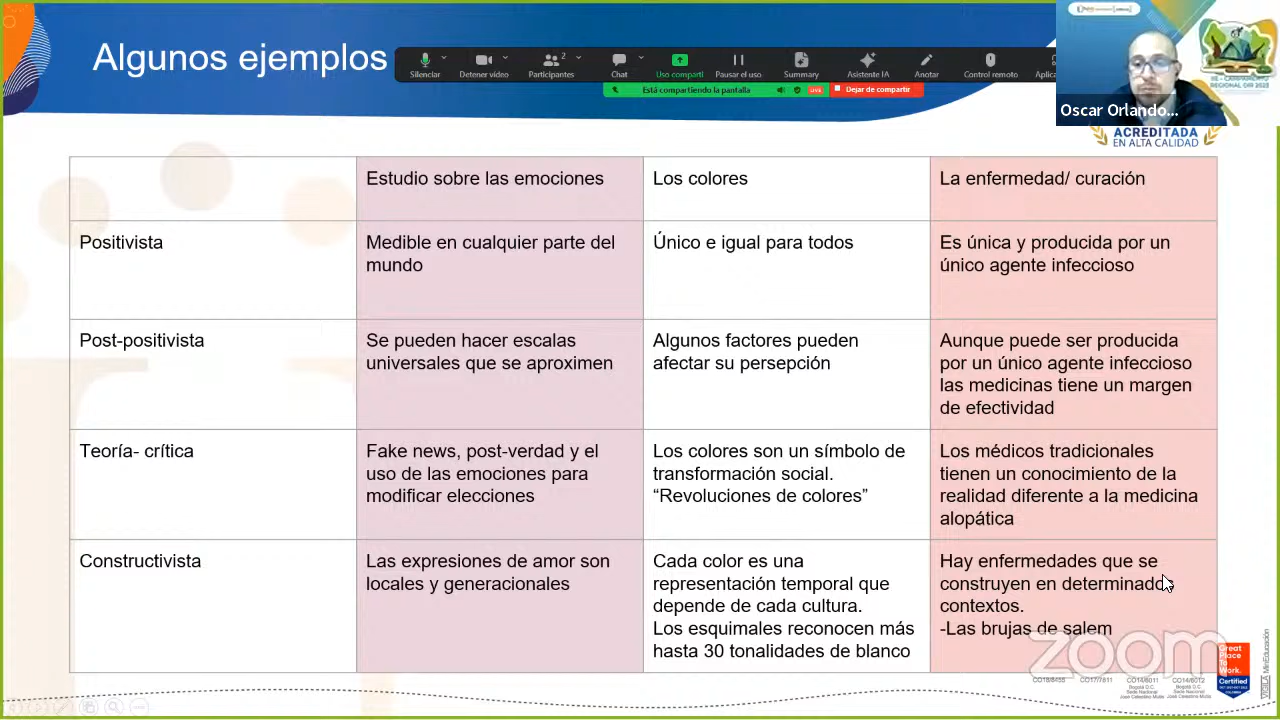 Algunos ejemplos
Silenciar
Detener video
Participantes
2
Chat
Uso comparti
Pausar el uso
Summary
Asistente IA
Anotar
Control remoto
Aplica
Está compartiendo la pantalla
LIVE
Dejar de compartir
REGIONAL
Oscar Orlando...
ACREDITADA
EN ALTA CALIDAD
Estudio sobre las emociones
Los colores
La enfermedad/ curación
Positivista
Medible en cualquier parte del
mundo
Único e igual para todos
Es única y producida por un
único agente infeccioso
Post-positivista
Se pueden hacer escalas
universales que se aproximen
Algunos factores pueden
afectar su persepción
Aunque puede ser producida
por un único agente infeccioso
las medicinas tiene un margen
de efectividad
Teoría- crítica
Fake news, post-verdad y el
uso de las emociones para
modificar elecciones
Los colores son un símbolo de
transformación social.
“Revoluciones de colores”
Los médicos tradicionales
tienen un conocimiento de la
realidad diferente a la medicina
alopática
Constructivista
Las expresiones de amor son
locales y generacionales
Cada color es una
representación temporal que
depende de cada cultura.
Los esquimales reconocen más
hasta 30 tonalidades de blanco
Hay enfermedades que se
construyen en determinados
contextos.
-Las brujas de salem
zoom
Great
Place
To
Work.
Certified
VIGILADA MinEducación